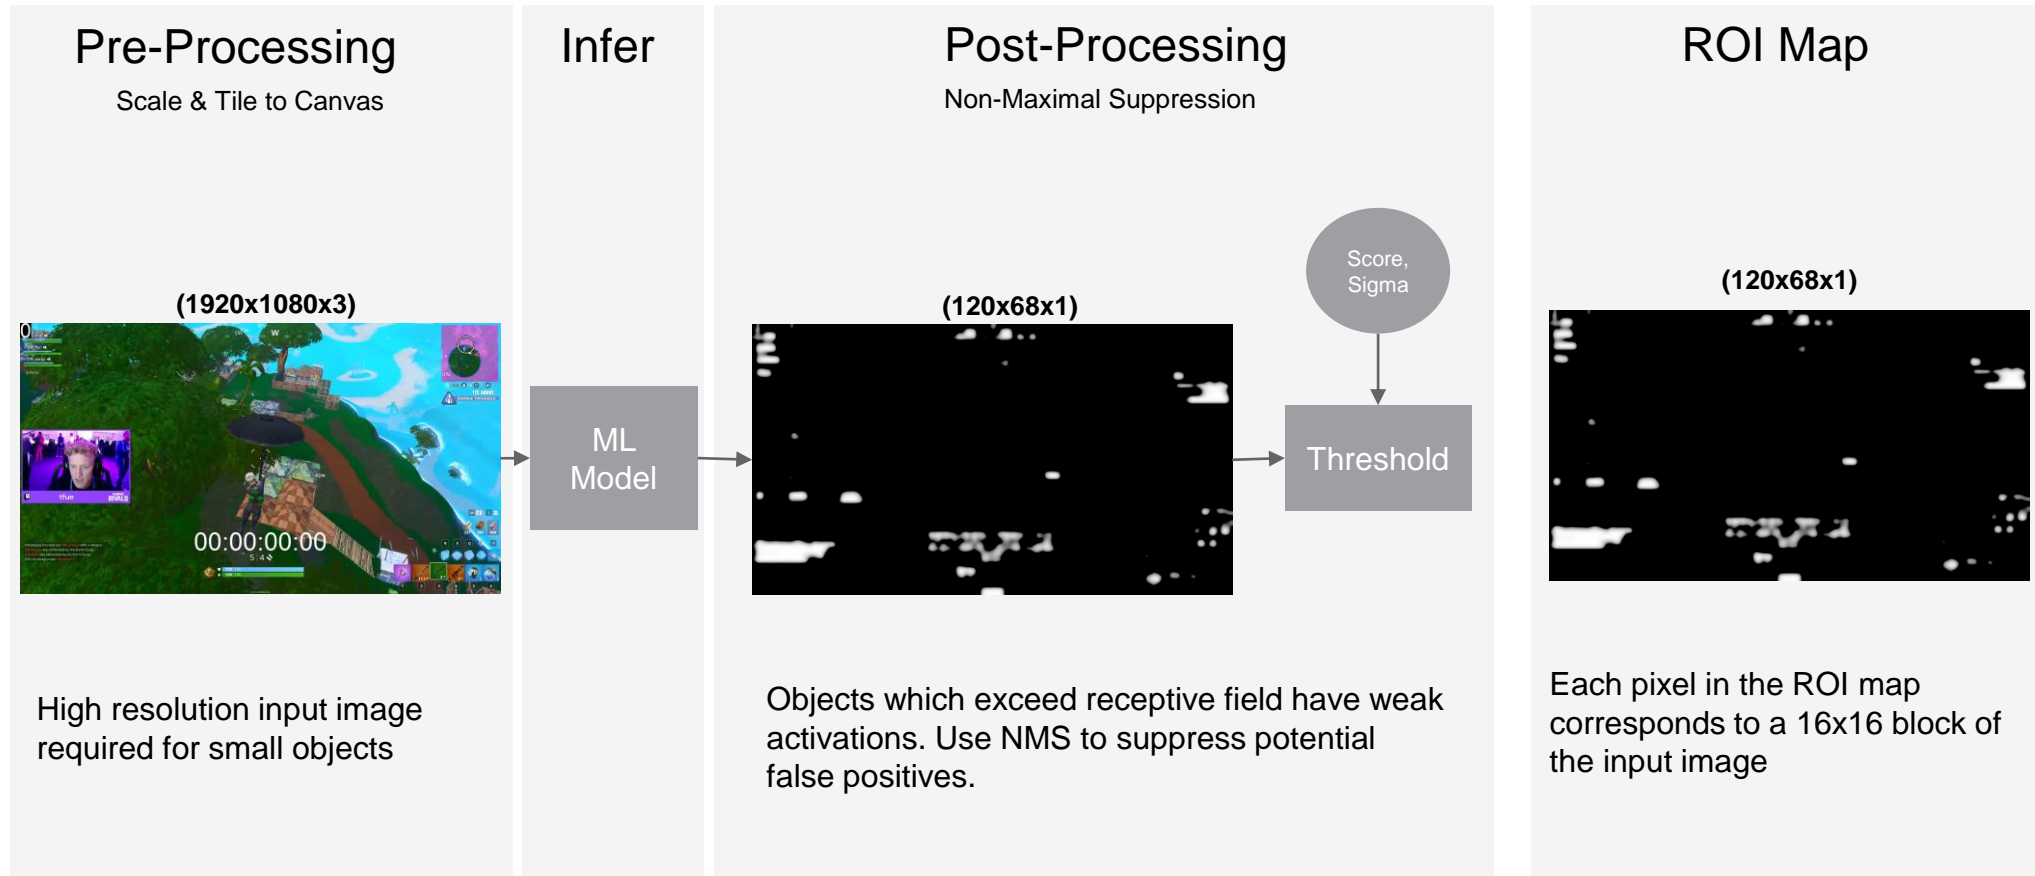 Pre-Processing
Scale & Tile to Canvas
(1920x1080x3)
W
tfue
RIVALS
00:00:00:00
High resolution input image
required for small objects
Infer
ML
Model
Post-Processing
Non-Maximal Suppression
(120x68x1)
Score,
Sigma
Threshold
Objects which exceed receptive field have weak
activations. Use NMS to suppress potential
false positives.
ROI Map
(120x68x1)
Each pixel in the ROI map
corresponds to a 16x16 block of
the input image